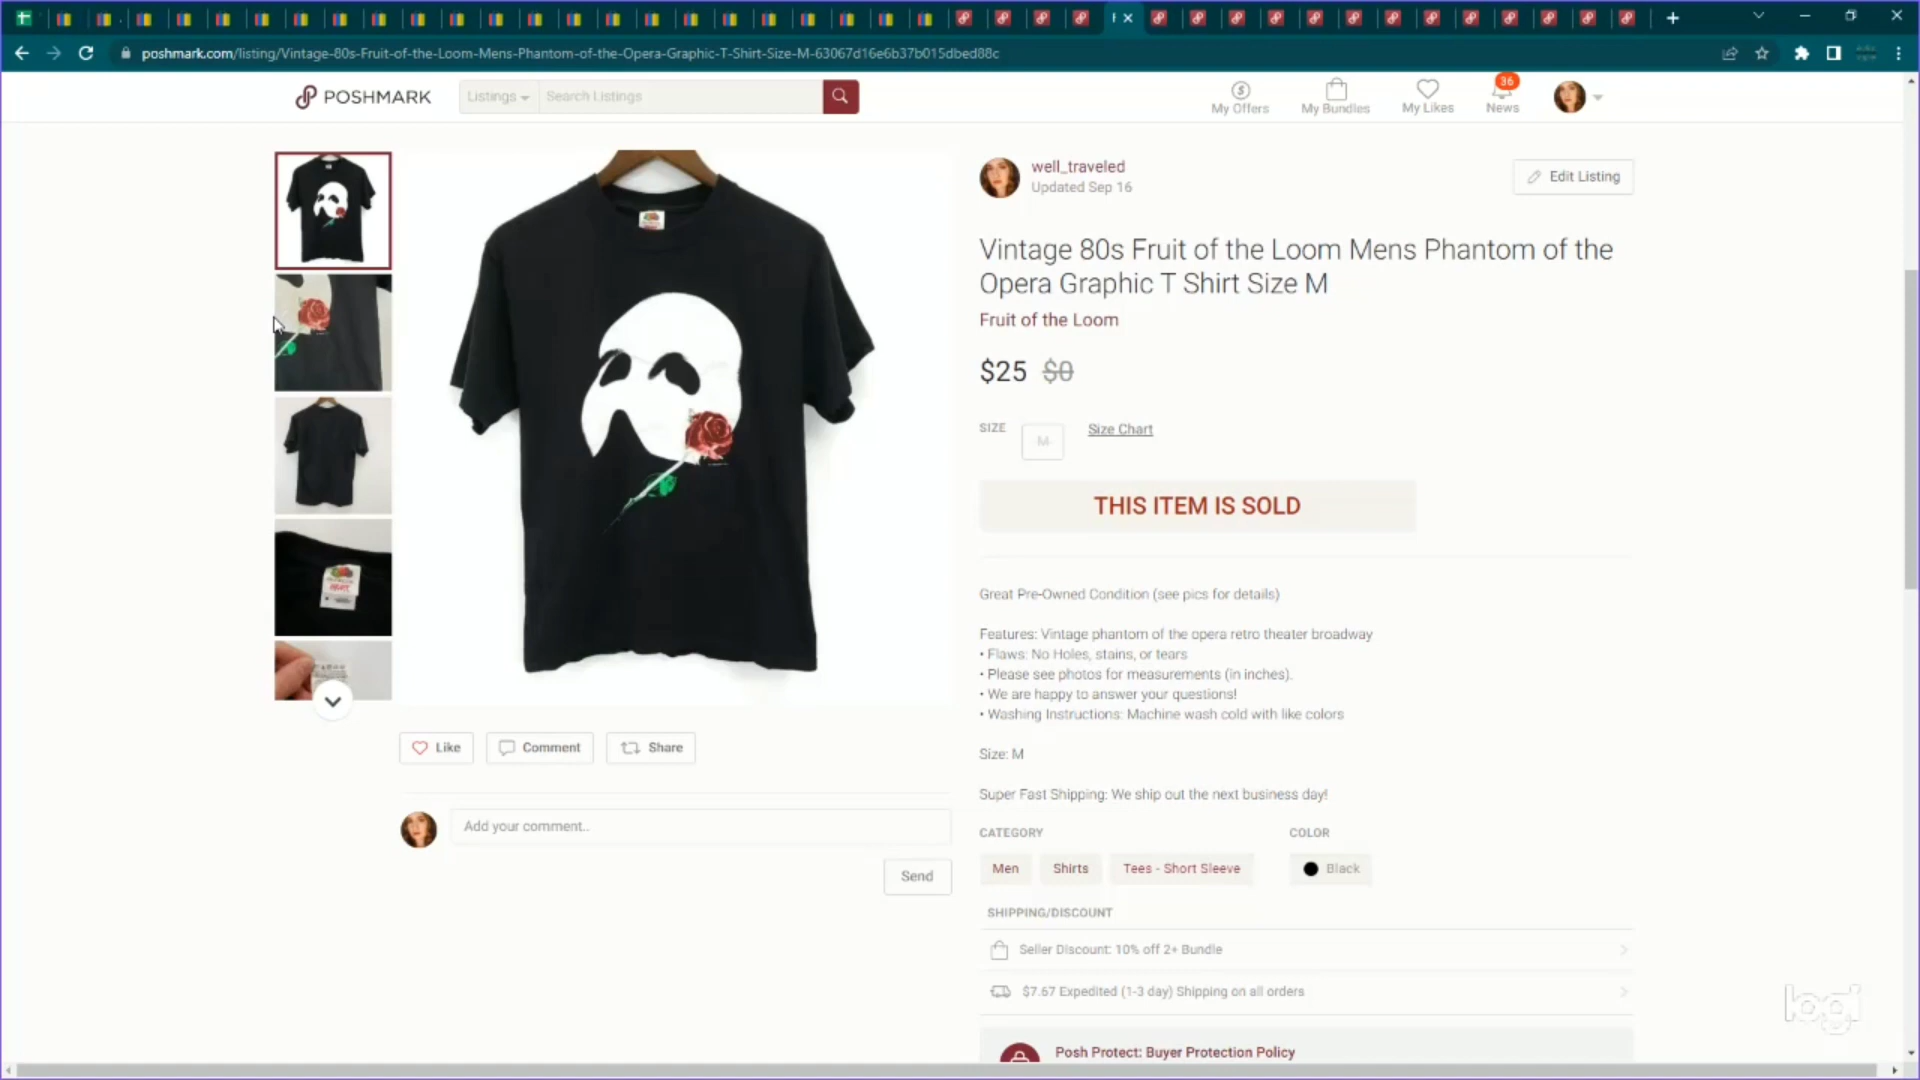 poshmark.com/listing/Vintage-80s-Fruit-of-the-Loom-Mens-Phantom-of-the-Opera-Graphic-T-Shirt-Size-M-63067d16e6b37b015dbed88c
POSHMARK
Listings
Search Listings
My Offers
My Bundles
My Likes
36
News
well_traveled
Updated Sep 16
Edit Listing
Vintage 80s Fruit of the Loom Mens Phantom of the
Opera Graphic T Shirt Size M
Fruit of the Loom
$25 $0
SIZE
M
Size Chart
THIS ITEM IS SOLD
Great Pre-Owned Condition (see pics for details)
Features: Vintage phantom of the opera retro theater broadway
• Flaws: No Holes, stains, or tears
• Please see photos for measurements (in inches).
• We are happy to answer your questions!
• Washing Instructions: Machine wash cold with like colors
Size: M
Super Fast Shipping: We ship out the next business day!
Like
Comment
Share
Add your comment..
Send
CATEGORY
COLOR
Men
Shirts
Tees - Short Sleeve
Black
SHIPPING/DISCOUNT
Seller Discount: 10% off 2+ Bundle
$7.67 Expedited (1-3 day) Shipping on all orders
Posh Protect: Buyer Protection Policy
logi